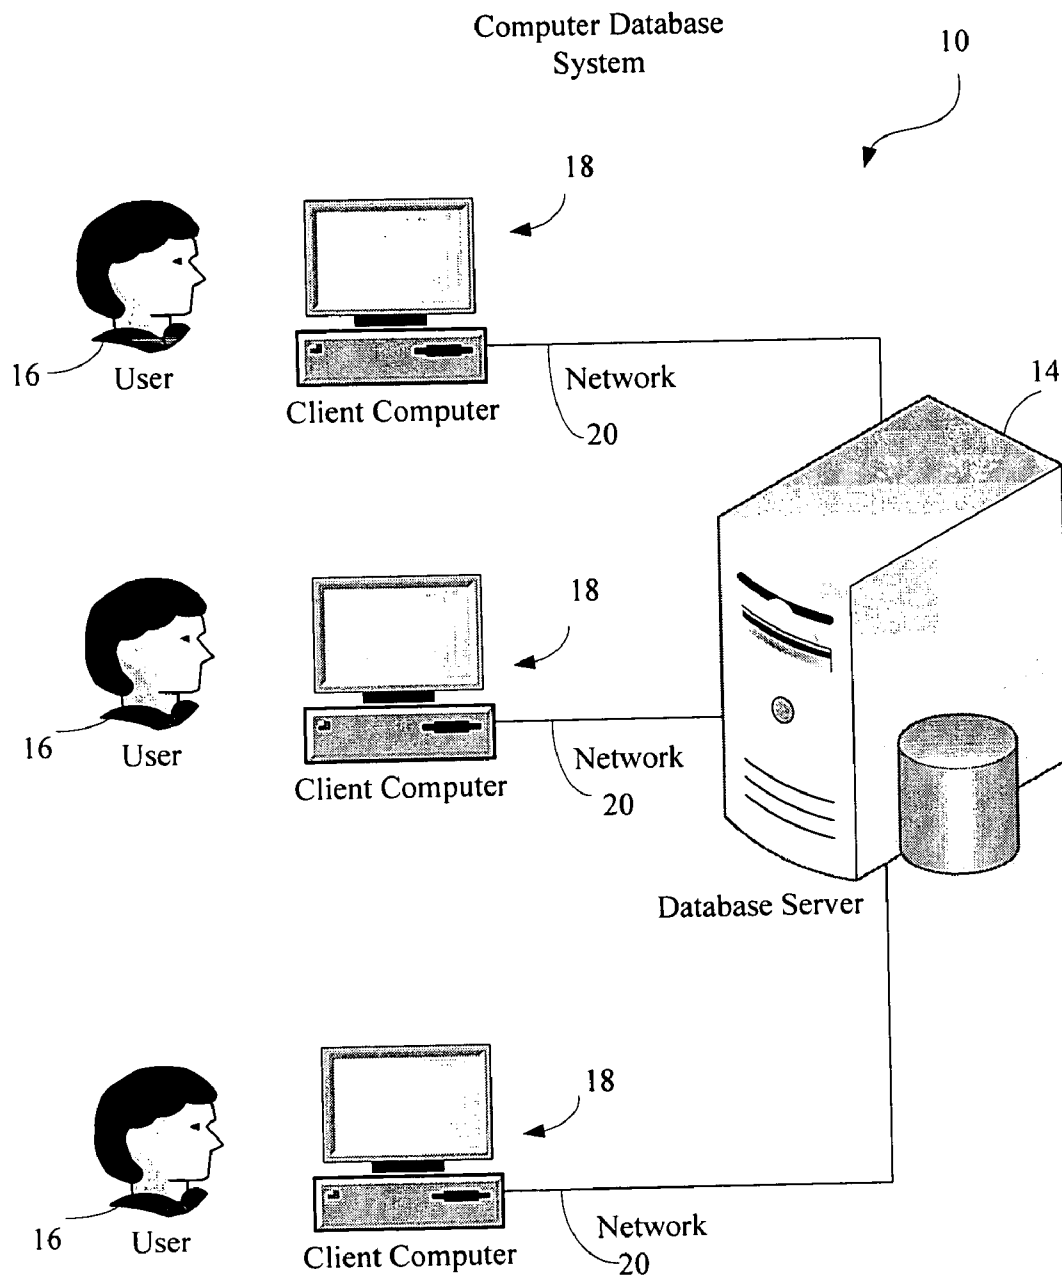 Computer Database
System
10
18
16
User
Client Computer
Network
20
14
18
16
User
Client Computer
Network
20
Database Server
18
16
User
Client Computer
Network
20